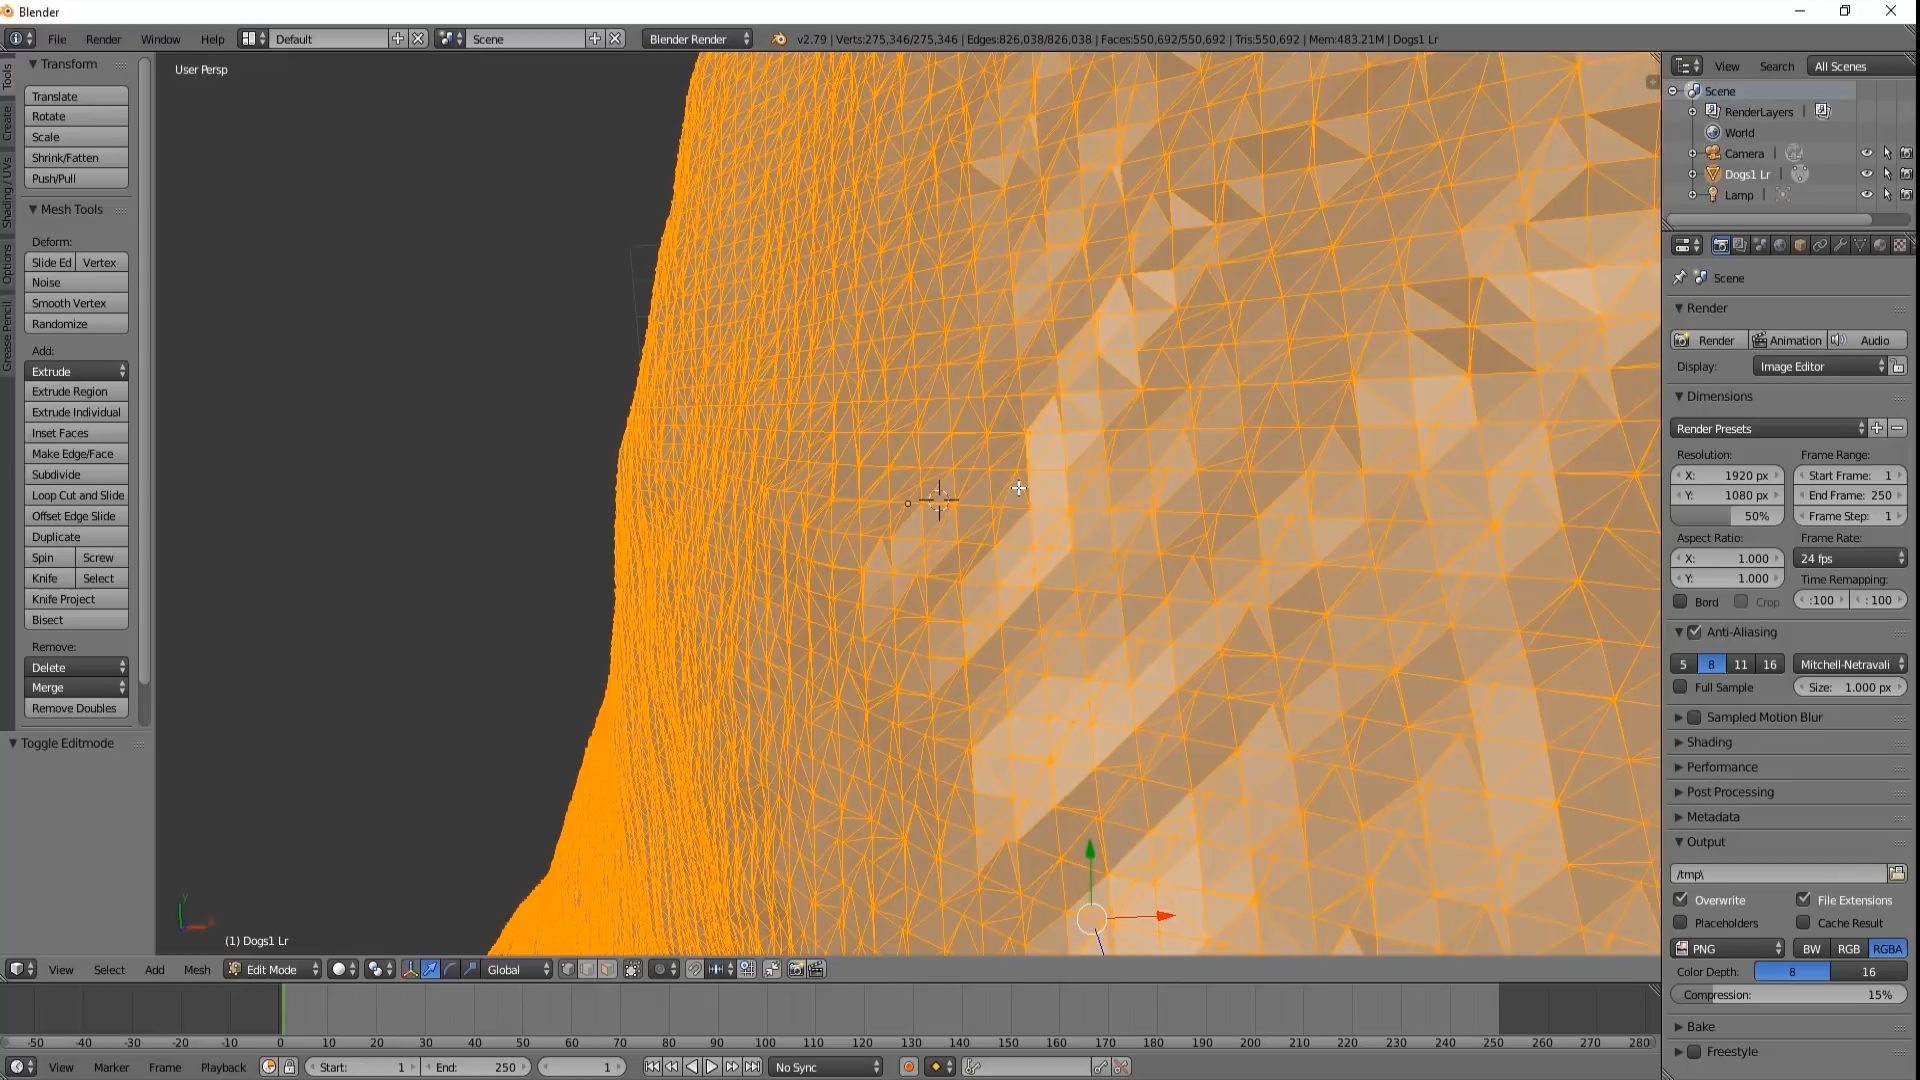 Blender
File Render Window Help Default Scene Blender Render v2.79 | Verts:275,346/275,346 | Edges:826,038/826,038 | Faces:550,692/550,692 | Tris:550,692 | Mem:483.21M | Dogs1 Lr
Tools
Create
Shading / UVs
Options
Grease Pencil
Transform
Translate
Rotate
Scale
Shrink/Fatten
Push/Pull
Mesh Tools
Deform:
Slide Ed Vertex
Noise
Smooth Vertex
Randomize
Add:
Extrude
Extrude Region
Extrude Individual
Inset Faces
Make Edge/Face
Subdivide
Loop Cut and Slide
Offset Edge Slide
Duplicate
Spin Screw
Knife Select
Knife Project
Bisect
Remove:
Delete
Merge
Remove Doubles
Toggle Editmode
User Persp
(1) Dogs1 Lr
View Select Add Mesh Edit Mode Global
View Search All Scenes
Scene
RenderLayers |
World
Camera |
Dogs1 Lr |
Lamp |
Scene
Render
Render Animation Audio
Display: Image Editor
Dimensions
Render Presets
Resolution: Frame Range:
X: 1920 px Start Frame: 1
Y: 1080 px End Frame: 250
50% Frame Step: 1
Aspect Ratio: Frame Rate:
X: 1.000 24 fps
Y: 1.000 Time Remapping:
Bord Crop :100 : 100
Anti-Aliasing
5 8 11 16 Mitchell-Netravali
Full Sample Size: 1.000 px
Sampled Motion Blur
Shading
Performance
Post Processing
Metadata
Output
/tmp\
Overwrite File Extensions
Placeholders Cache Result
PNG BW RGB RGBA
Color Depth: 8 16
Compression: 15%
Bake
Freestyle
-50 -40 -30 -20 -10 0 10 20 30 40 50 60 70 80 90 100 110 120 130 140 150 160 170 180 190 200 210 220 230 240 250 260 270 280
View Marker Frame Playback Start: 1 End: 250 1 No Sync